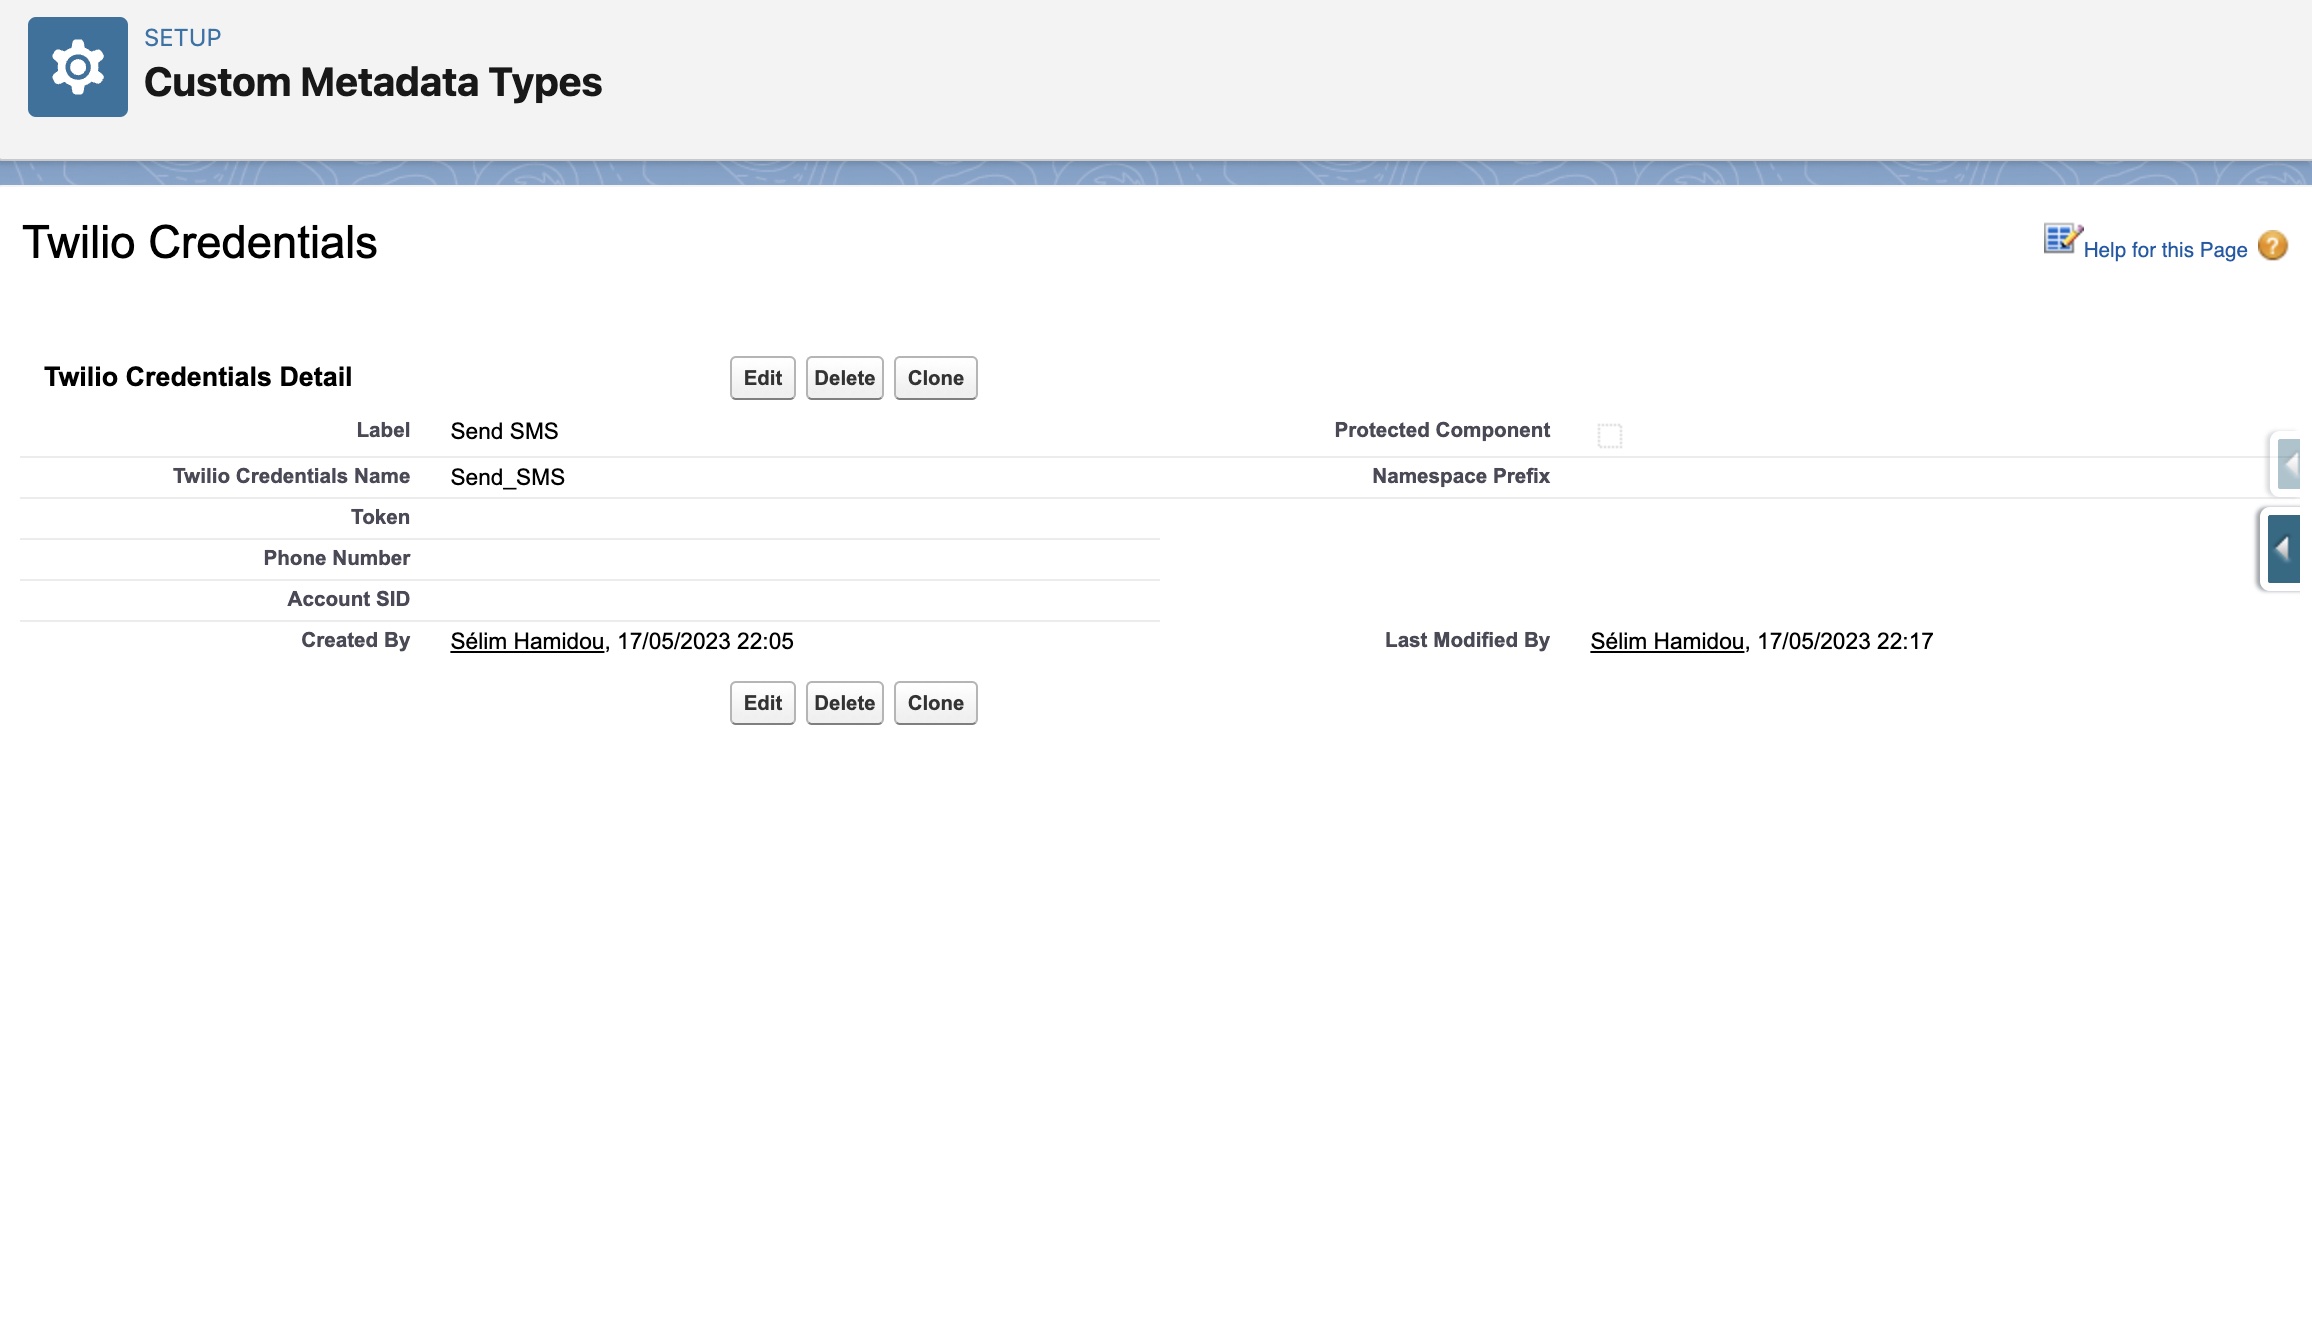 SETUP
Custom Metadata Types
Twilio Credentials
Help for this Page ?
Twilio Credentials Detail Edit Delete Clone
Label Send SMS Protected Component
Twilio Credentials Name Send_SMS Namespace Prefix
Token
Phone Number
Account SID
Created By Sélim Hamidou, 17/05/2023 22:05 Last Modified By Sélim Hamidou, 17/05/2023 22:17
Edit Delete Clone